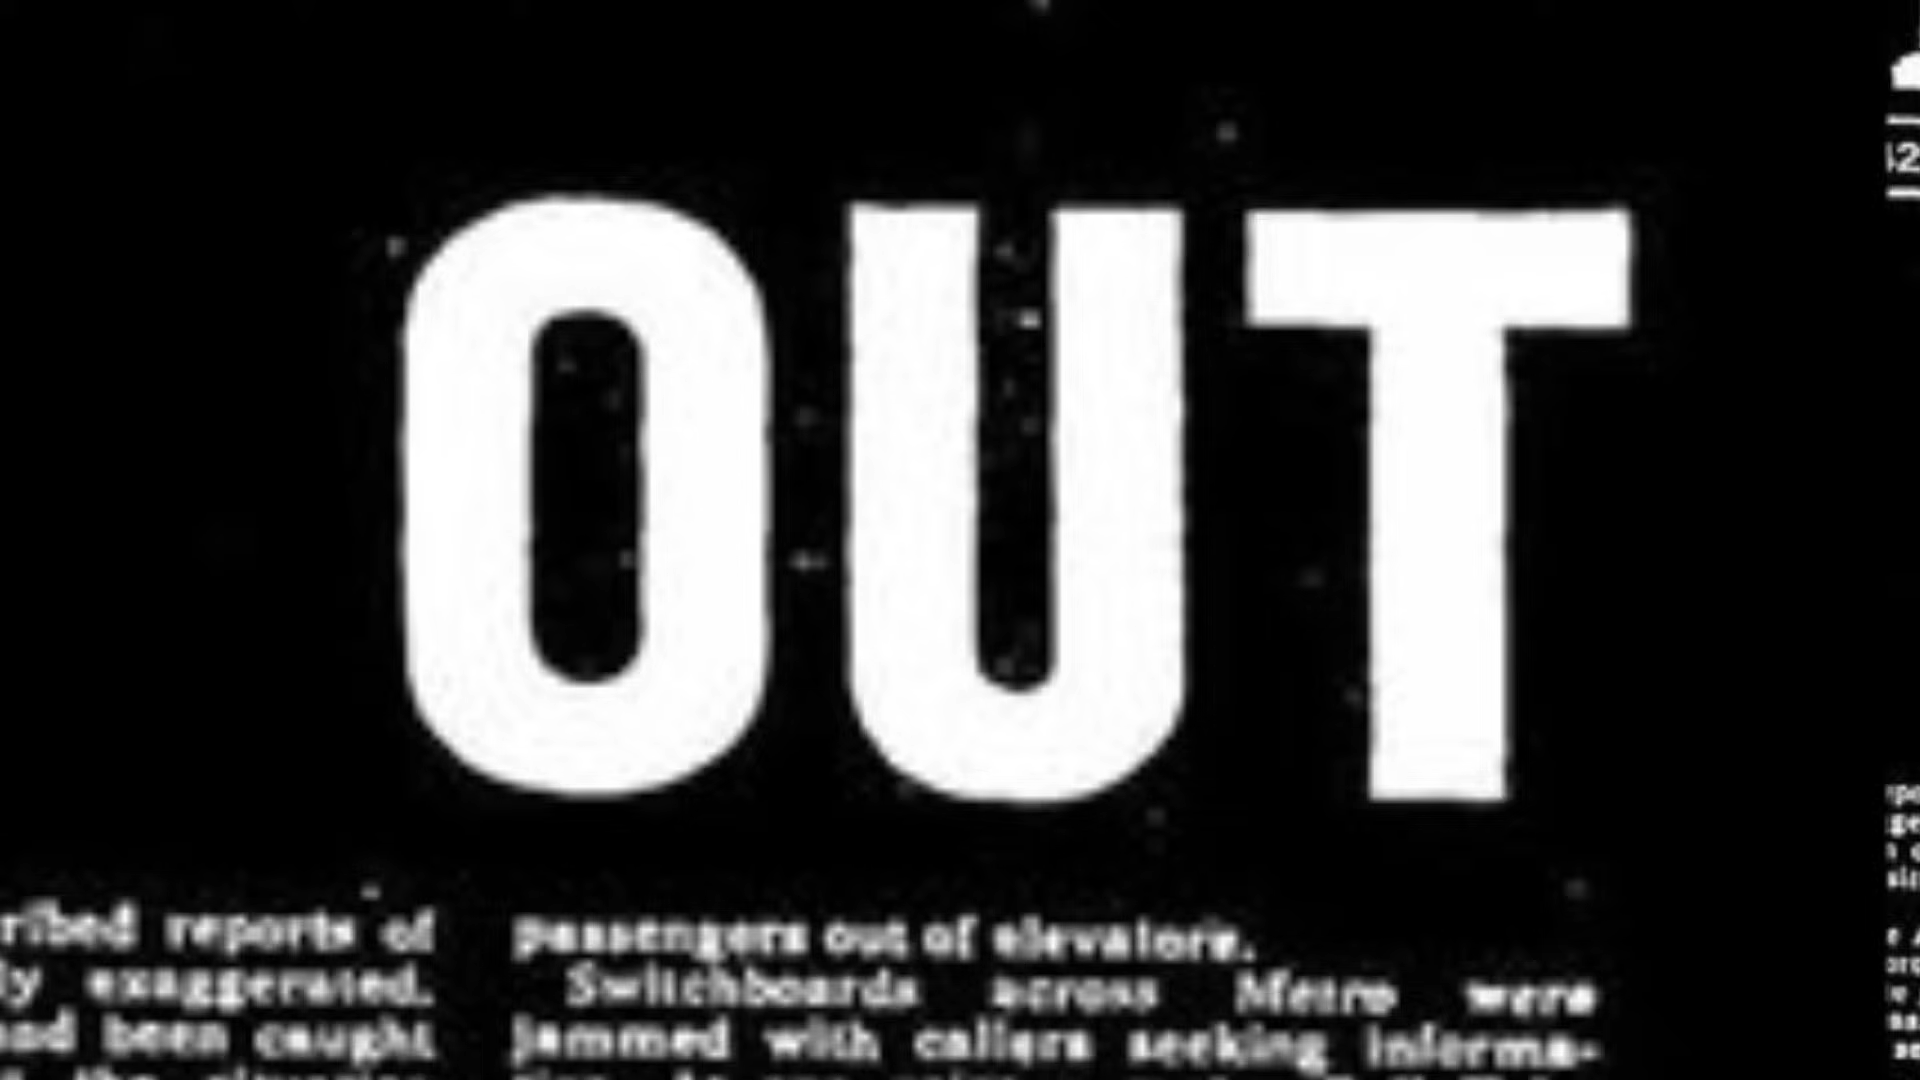 OUT
ribed reports of
ly exaggerated.
had been caught
passengers out of elevators.
Switchboards across Metro were
jammed with callers seeking informa-